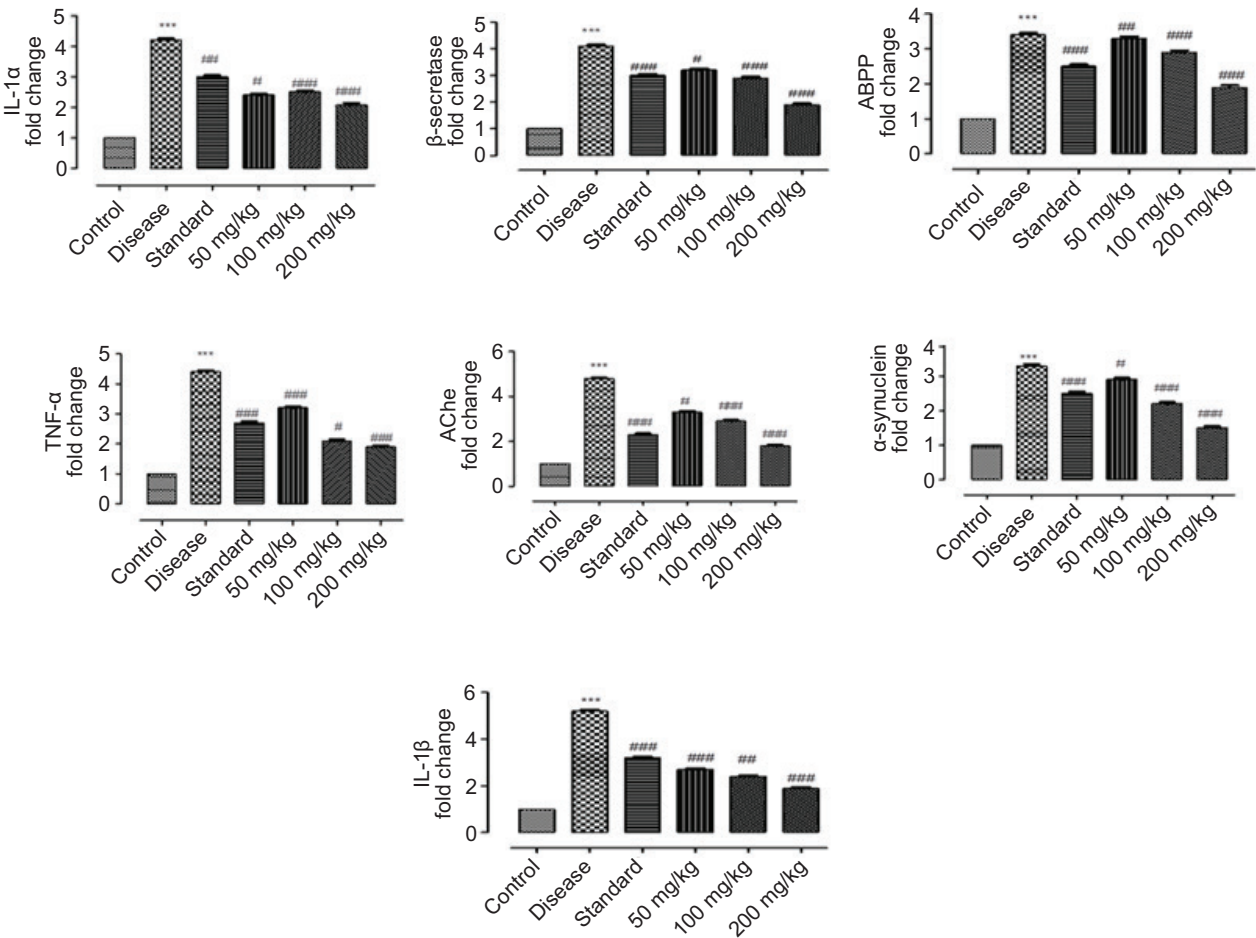 IL-1α
fold change
5
4
3
2
1
0
***
###
#
####
####
Control
Disease
Standard
50 mg/kg
100 mg/kg
200 mg/kg
β-secretase
fold change
5
4
3
2
1
0
***
###
#
###
###
Control
Disease
Standard
50 mg/kg
100 mg/kg
200 mg/kg
ABPP
fold change
4
3
2
1
0
***
###
##
###
###
Control
Disease
Standard
50 mg/kg
100 mg/kg
200 mg/kg
TNF-α
fold change
5
4
3
2
1
0
***
###
###
#
###
Control
Disease
Standard
50 mg/kg
100 mg/kg
200 mg/kg
AChe
fold change
6
4
2
0
***
###
#
###
###
Control
Disease
Standard
50 mg/kg
100 mg/kg
200 mg/kg
α-synuclein
fold change
4
3
2
1
0
***
###
#
###
###
Control
Disease
Standard
50 mg/kg
100 mg/kg
200 mg/kg
IL-1β
fold change
6
4
2
0
***
###
###
##
###
Control
Disease
Standard
50 mg/kg
100 mg/kg
200 mg/kg